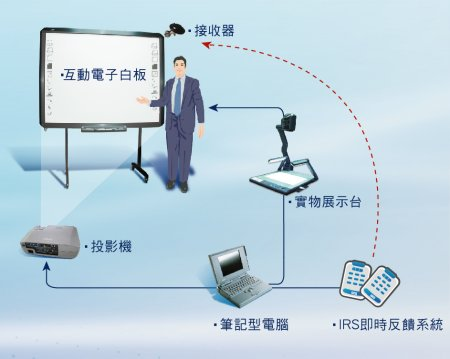 ·接收器
·互動電子白板
·實物展示台
·投影機
·筆記型電腦
·IRS即時反饋系統